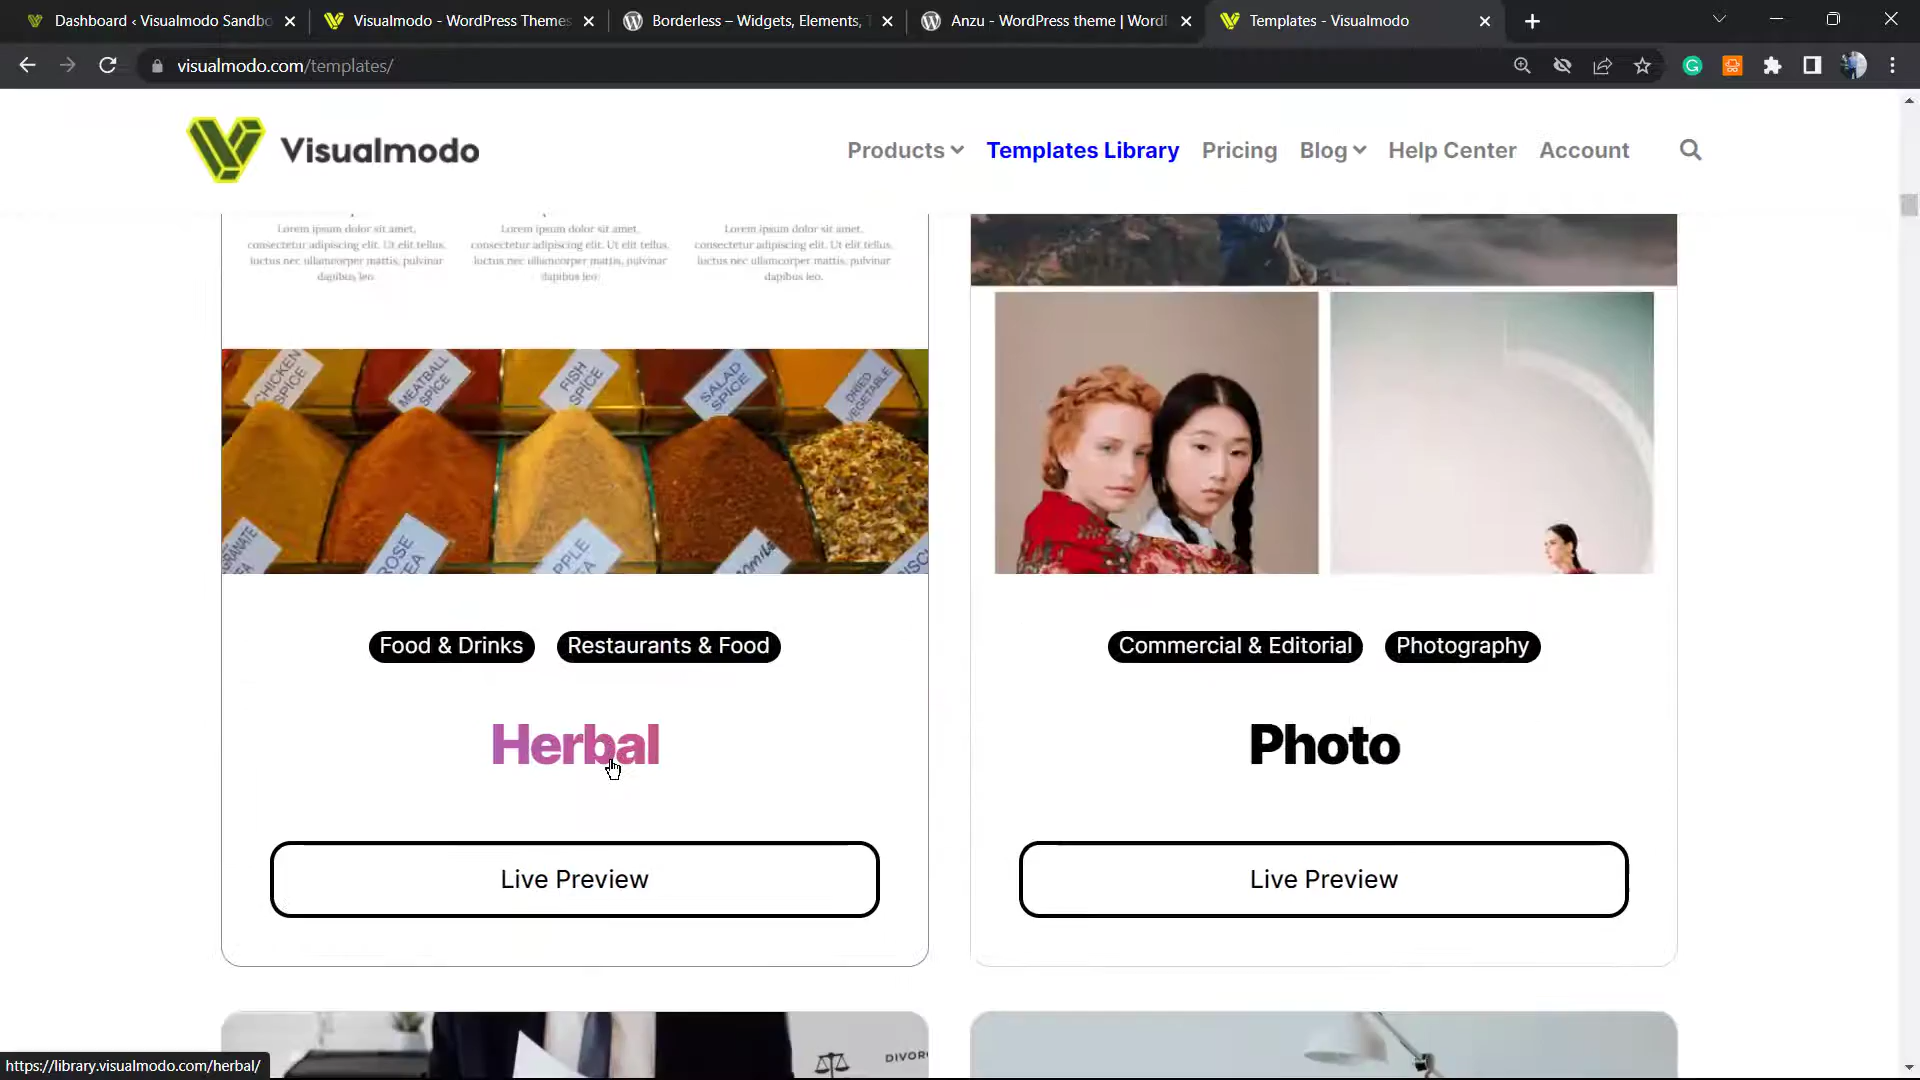 Dashboard ‹ Visualmodo Sandbo
Visualmodo - WordPress Themes
Borderless – Widgets, Elements, T
Anzu - WordPress theme | Word
Templates - Visualmodo
visualmodo.com/templates/
Visualmodo
Products
Templates Library
Pricing
Blog
Help Center
Account
Lorem ipsum dolor sit amet,
consectetur adipiscing elit. Ut elit tellus,
luctus nec ullamcorper mattis, pulvinar
dapibus leo.
Lorem ipsum dolor sit amet,
consectetur adipiscing elit. Ut elit tellus,
luctus nec ullamcorper mattis, pulvinar
dapibus leo.
Lorem ipsum dolor sit amet,
consectetur adipiscing elit. Ut elit tellus,
luctus nec ullamcorper mattis, pulvinar
dapibus leo.
CHICKEN
SPICE
MEATBALL
SPICE
FISH
SPICE
SALAD
SPICE
DRIED
VEGETABLE
GRANATE
TEA
ROSE
TEA
PPLE
TEA
Food & Drinks
Restaurants & Food
Commercial & Editorial
Photography
Herbal
Photo
Live Preview
Live Preview
DIVOR
https://library.visualmodo.com/herbal/